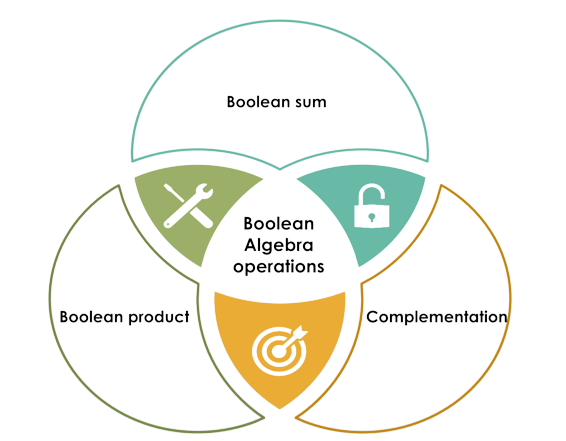 Boolean sum
Boolean
Algebra
operations
Boolean product
Complementation